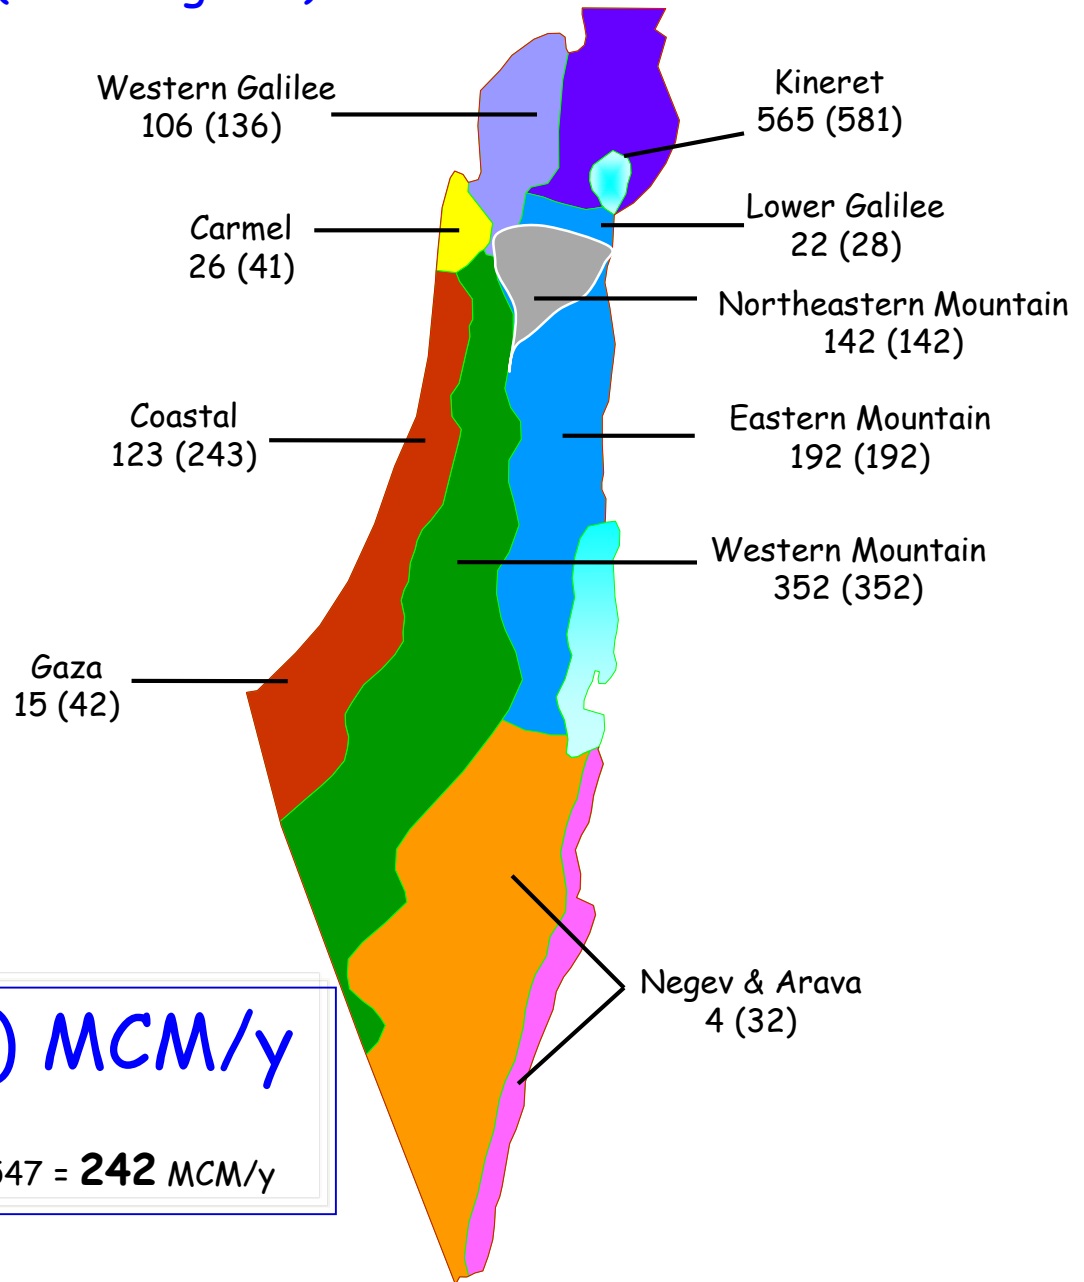 Western Galilee
106 (136)
Kineret
565 (581)
Carmel
26 (41)
Lower Galilee
22 (28)
Northeastern Mountain
142 (142)
Coastal
123 (243)
Eastern Mountain
192 (192)
Western Mountain
352 (352)
Gaza
15 (42)
Negev & Arava
4 (32)
) MCM/y
547 = 242 MCM/y